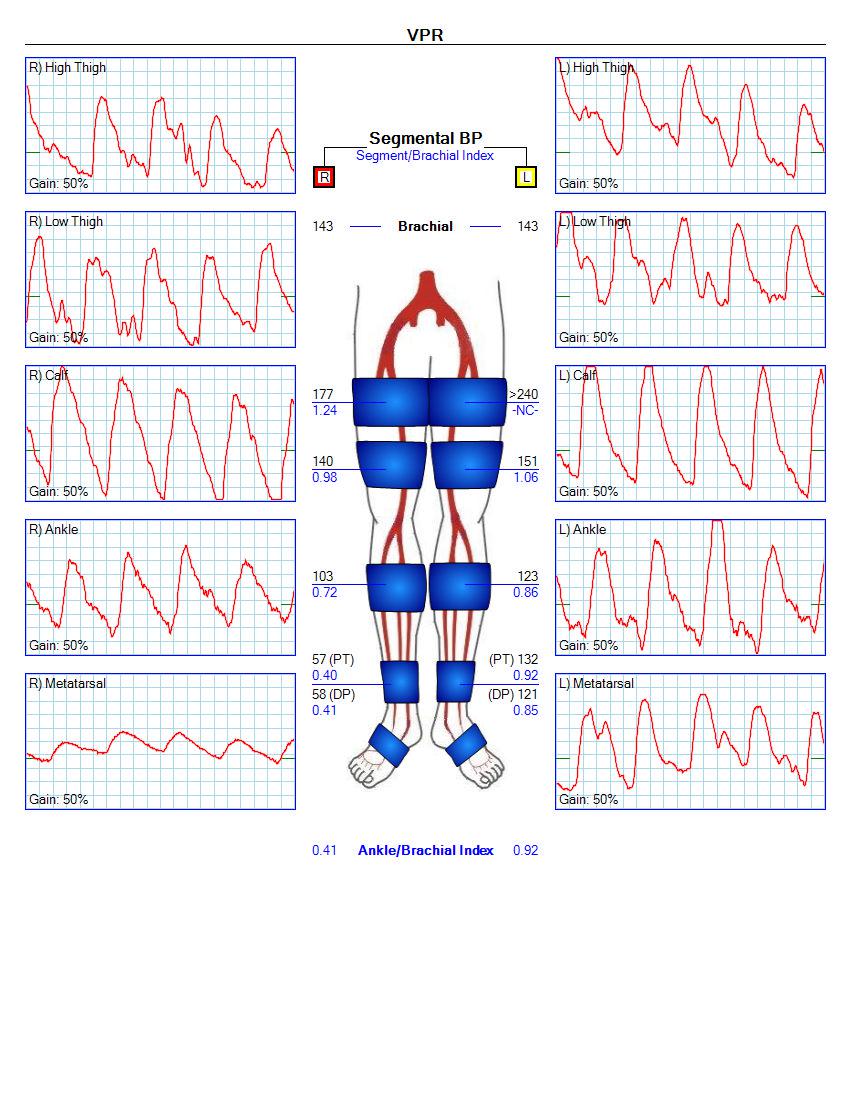 VPR
R) High Thigh
Gain: 50%
L) High Thigh
Gain: 50%
Segmental BP
Segment/Brachial Index
R
L
143 Brachial 143
R) Low Thigh
Gain: 50%
L) Low Thigh
Gain: 50%
R) Calf
Gain: 50%
L) Calf
Gain: 50%
177 >240
1.24 -NC-
140 151
0.98 1.06
R) Ankle
Gain: 50%
L) Ankle
Gain: 50%
103 123
0.72 0.86
57 (PT) (PT) 132
0.40 0.92
58 (DP) (DP) 121
0.41 0.85
R) Metatarsal
Gain: 50%
L) Metatarsal
Gain: 50%
0.41 Ankle/Brachial Index 0.92